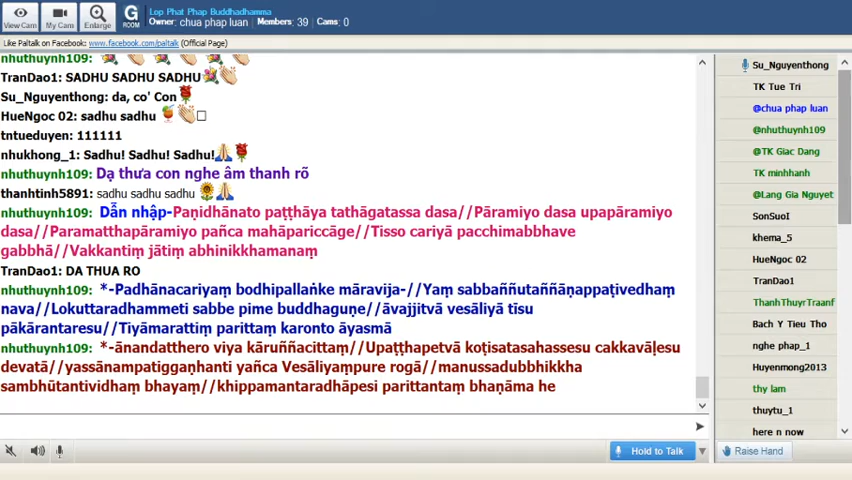 Lop Phat Phap Buddhadhamma
Owner: chua phap luan Members: 39 Cams: 0
View Cam My Cam Enlarge G ROOM
Like Paltalk on Facebook: www.facebook.com/paltalk (Official Page)
nhuthuynh109:
TranDao1: SADHU SADHU SADHU
Su_Nguyenthong: da, co' Con
HueNgoc 02: sadhu sadhu
tntueduyen: 111111
nhukhong_1: Sadhu! Sadhu! Sadhu!
nhuthuynh109: Dạ thưa con nghe âm thanh rõ
thanhtinh5891: sadhu sadhu sadhu
nhuthuynh109: Dẫn nhập-Paṇidhānato paṭṭhāya tathāgatassa dasa//Pāramiyo dasa upapāramiyo
dasa//Paramatthapāramiyo pañca mahāpariccāge//Tisso cariyā pacchimabbhave
gabbhā//Vakkantiṃ jātiṃ abhinikkhamanaṃ
TranDao1: DA THUA RO
nhuthuynh109: *-Padhānacariyaṃ bodhipallaṅke māravija-//Yaṃ sabbaññutaññāṇappaṭivedhaṃ
nava//Lokuttaradhammeti sabbe pime buddhaguṇe//āvajjitvā vesāliyā tīsu
pākārantaresu//Tiyāmarattiṃ parittaṃ karonto āyasmā
nhuthuynh109: *-ānandatthero viya kāruññacittaṃ//Upaṭṭhapetvā koṭisatasahassesu cakkavāḷesu
devatā//yassānampatiggaṇhanti yañca Vesāliyaṃpure rogā//manussadubbhikkha
sambhūtantividhaṃ bhayaṃ//khippamantaradhāpesi parittantaṃ bhaṇāma he
Su_Nguyenthong
TK Tue Tri
@chua phap luan
@nhuthuynh109
@TK Giac Dang
TK minhhanh
@Lang Gia Nguyet
SonSuoI
khema_5
HueNgoc 02
TranDao1
ThanhThuyrTraanf
Bach Y Tieu Tho
nghe phap_1
Huyenmong2013
thy lam
thuytu_1
here n now
Hold to Talk
Raise Hand